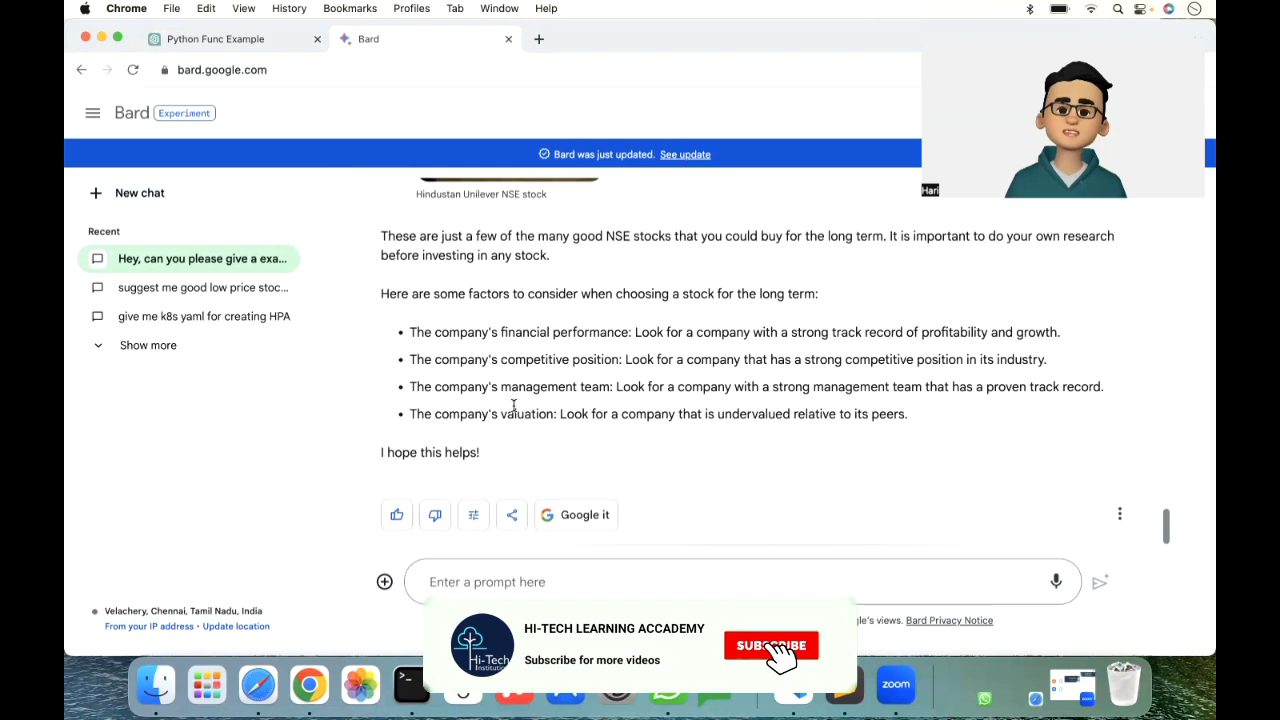 Chrome File Edit View History Bookmarks Profiles Tab Window Help
Python Func Example
Bard
bard.google.com
Bard Experiment
Bard was just updated. See update
Hari
New chat
Recent
Hey, can you please give a exa...
suggest me good low price stoc...
give me k8s yaml for creating HPA
Show more
Hindustan Unilever NSE stock
These are just a few of the many good NSE stocks that you could buy for the long term. It is important to do your own research
before investing in any stock.
Here are some factors to consider when choosing a stock for the long term:
• The company's financial performance: Look for a company with a strong track record of profitability and growth.
• The company's competitive position: Look for a company that has a strong competitive position in its industry.
• The company's management team: Look for a company with a strong management team that has a proven track record.
• The company's valuation: Look for a company that is undervalued relative to its peers.
I hope this helps!
Google it
Enter a prompt here
Velachery, Chennai, Tamil Nadu, India
From your IP address • Update location
views. Bard Privacy Notice
HI-TECH LEARNING ACCADEMY
Subscribe for more videos
SUBSCRIBE
Hi-Tech
zoom